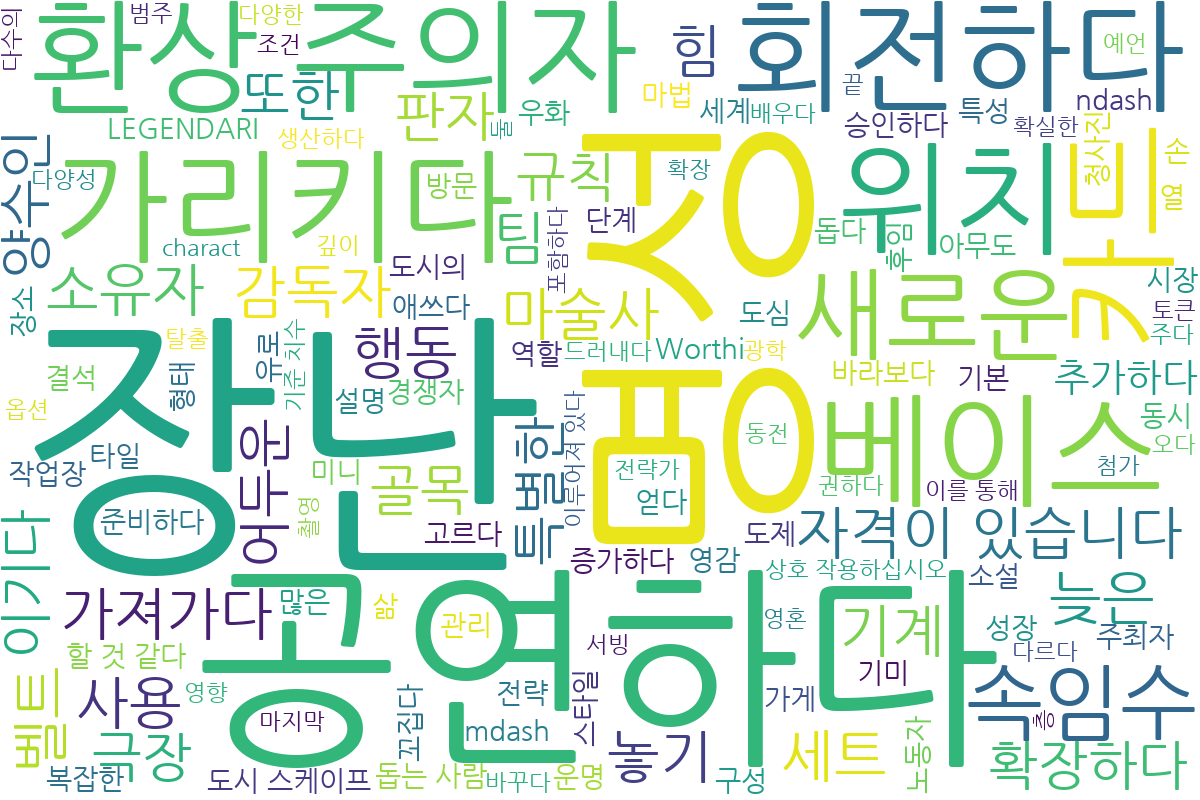 다수의
범주
다양한
조건
환상주의자
또한
힘
회전하다
예언
끝
판자
둘
우화
마법
세계
배우다
특성
ndash
LEGENDARI
생산하다
승인하다
확실한
청사진
양수인
다양성
가리키다
방문
규칙
확장
명성
위치
카드
손
charact
깊이
팀
단계
포함하다
돕다
후임
아무도
열
소유자
감독자
도시의
마술사
도심
새로운
시장
장소
탈출
유로
기준 치수
애쓰다
토큰
행동
역할
드러내다
Worthi
광학
주다
결석
형태
설명
경쟁자
바라보다
기본
추가하다
옵션
장난
이루어져 있다
동시
타일
어두운
특별한
동전
베이스
오다
작업장
미니
골목
전략가
첨가
준비하다
촬영
얻다
권하다
이를 통해
고르다
도제
자격이 있습니다
이기다
증가하다
영감
상호 작용하십시오
소설
늦은
가져가다
많은
삶
공연하다
관리
영혼
기계
성장
주최자
할 것 같다
서빙
다르다
벨트
사용
영향
전략
스타일
가게
기미
속임수
마지막
꼬집다
mdash
층
극장
놓기
세트
노동자
확장하다
복잡한
도시 스케이프
돕는 사람
바꾸다
운명
구성